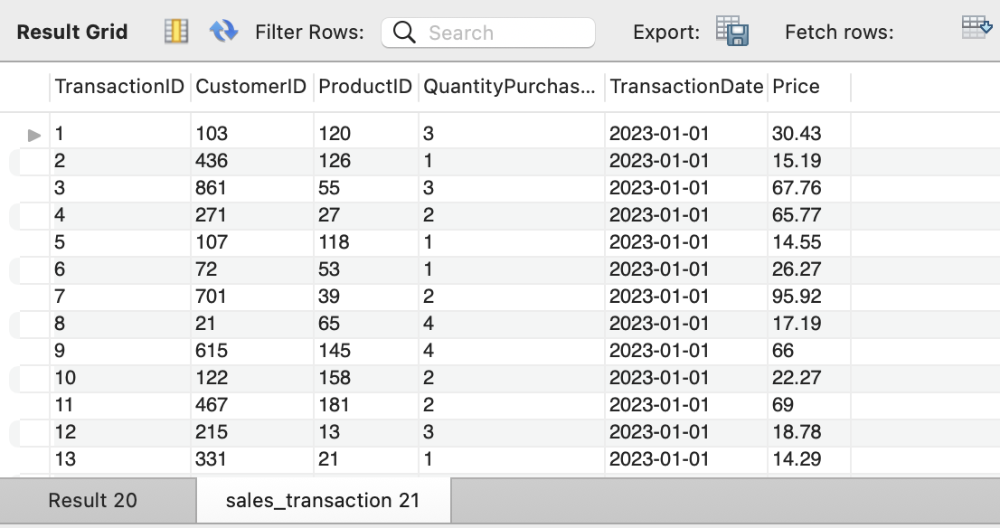 Result Grid Filter Rows: Search Export: Fetch rows:
TransactionID CustomerID ProductID QuantityPurchas... TransactionDate Price
1 103 120 3 2023-01-01 30.43
2 436 126 1 2023-01-01 15.19
3 861 55 3 2023-01-01 67.76
4 271 27 2 2023-01-01 65.77
5 107 118 1 2023-01-01 14.55
6 72 53 1 2023-01-01 26.27
7 701 39 2 2023-01-01 95.92
8 21 65 4 2023-01-01 17.19
9 615 145 4 2023-01-01 66
10 122 158 2 2023-01-01 22.27
11 467 181 2 2023-01-01 69
12 215 13 3 2023-01-01 18.78
13 331 21 1 2023-01-01 14.29
Result 20 sales_transaction 21